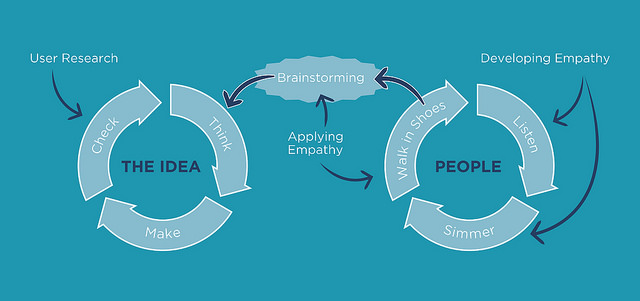 User Research
Developing Empathy
Brainstorming
Applying
Empathy
Check
Think
THE IDEA
Make
Walk in Shoes
Listen
PEOPLE
Simmer